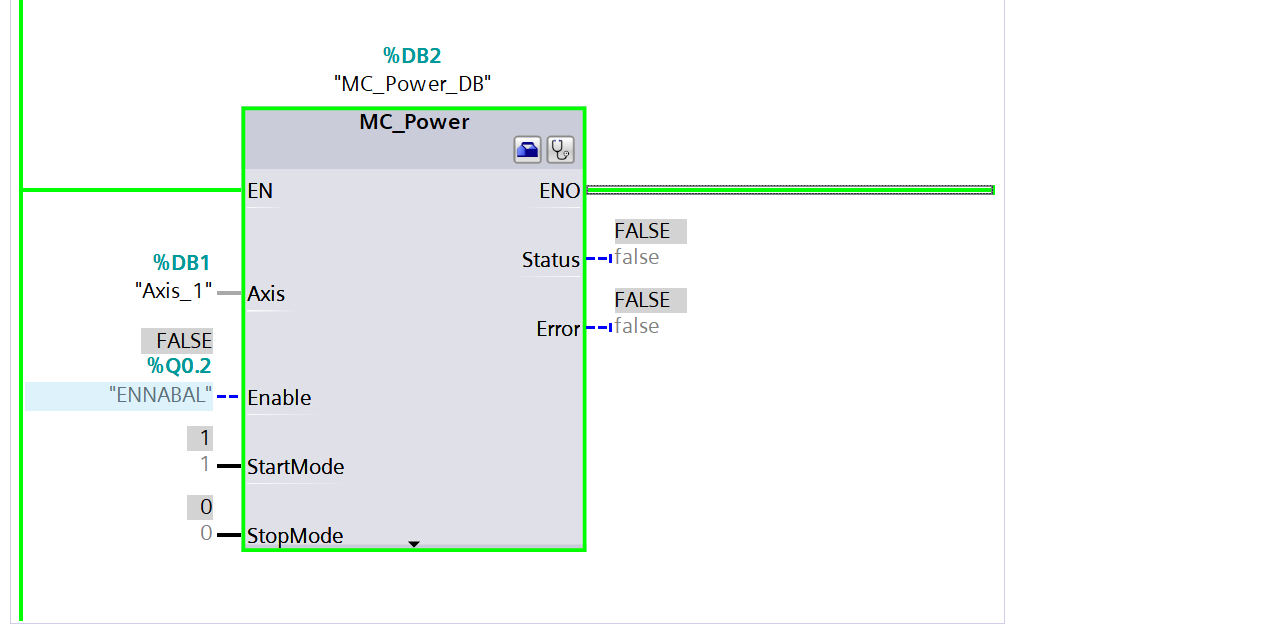 %DB2
"MC_Power_DB"
MC_Power
EN
ENO
FALSE
false
Status
%DB1
"Axis_1"
Axis
FALSE
false
Error
FALSE
%Q0.2
"ENNABAL"
Enable
1
1
StartMode
0
0
StopMode